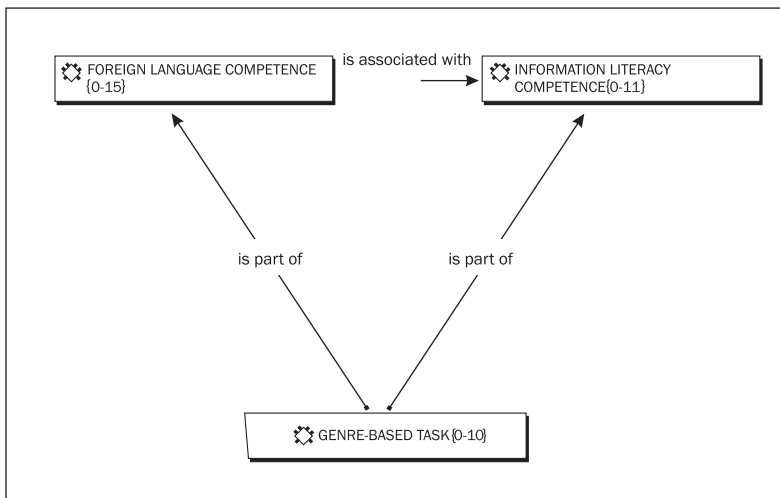 is associated with
FOREIGN LANGUAGE COMPETENCE
{0-15}
INFORMATION LITERACY
COMPETENCE{0-11}
is part of
is part of
GENRE-BASED TASK{0-10}